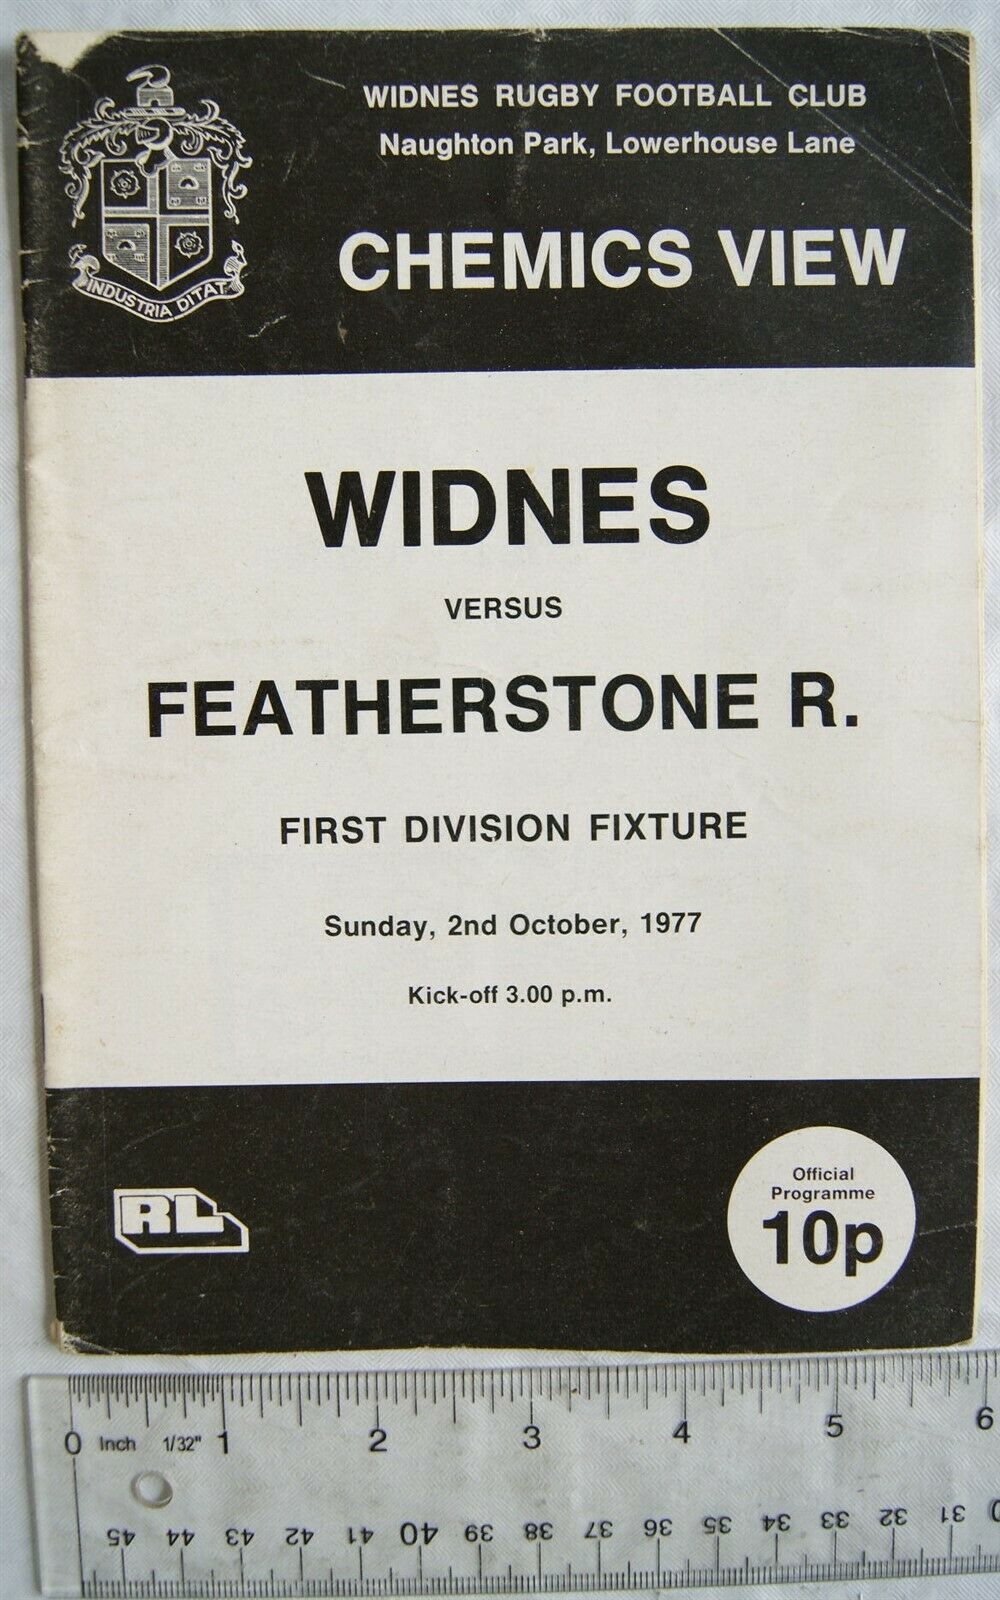 WIDNES RUGBY FOOTBALL CLUB
Naughton Park, Lowerhouse Lane
CHEMICS VIEW
INDUSTRIA DITAT
WIDNES
VERSUS
FEATHERSTONE R.
FIRST DIVISION FIXTURE
Sunday, 2nd October, 1977
Kick-off 3.00 p.m.
RL
Official
Programme
10p
0 Inch 1/32" 1 2 3 4 5 6
45 44 43 42 41 40 39 38 37 36 35 34 33 32 31